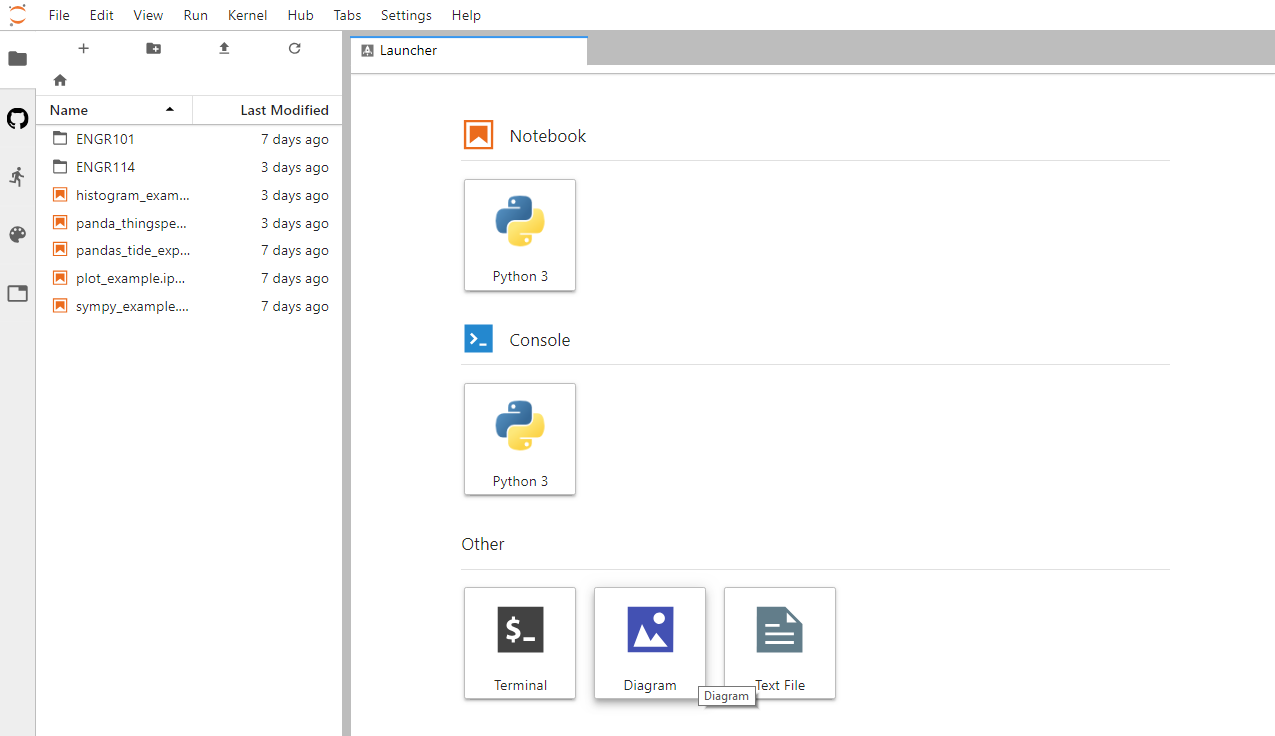 File Edit View Run Kernel Hub Tabs Settings Help
Launcher
Name Last Modified
ENGR101 7 days ago
ENGR114 3 days ago
histogram_exam... 3 days ago
panda_thingspe... 3 days ago
pandas_tide_exp... 7 days ago
plot_example.ip... 7 days ago
sympy_example.... 7 days ago
Notebook
Python 3
Console
Python 3
Other
$_
Terminal Diagram Text File
Diagram